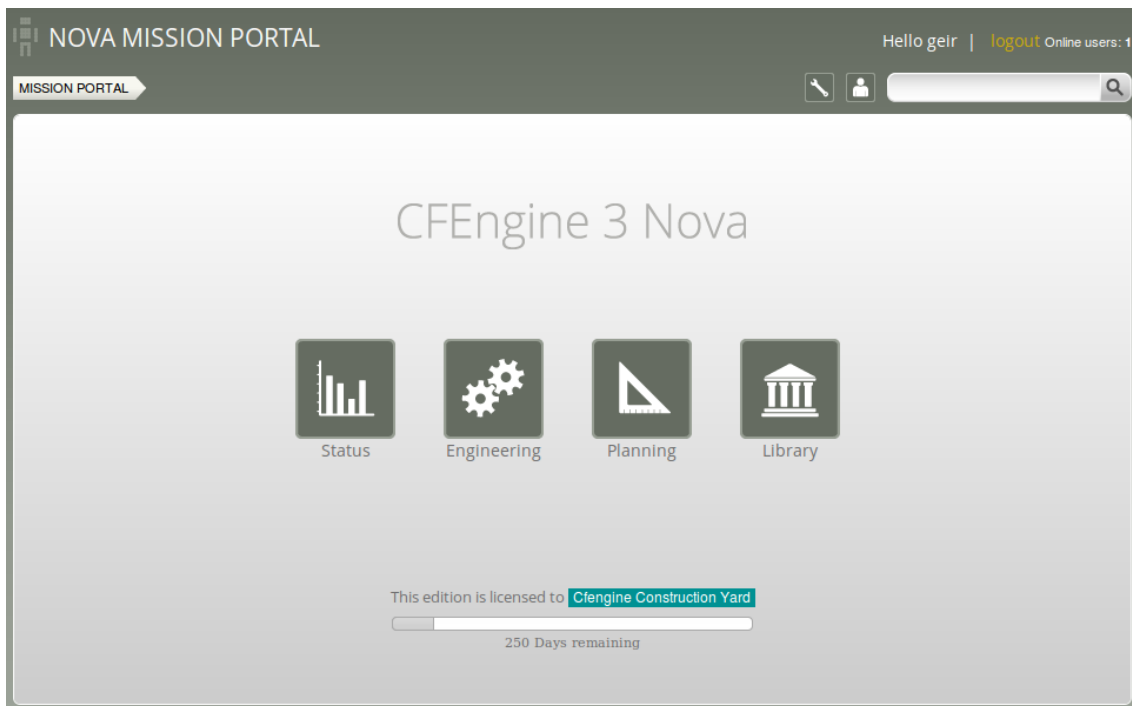 NOVA MISSION PORTAL
Hello geir | logout Online users: 1
MISSION PORTAL
CFEngine 3 Nova
Status Engineering Planning Library
This edition is licensed to Cfengine Construction Yard
250 Days remaining